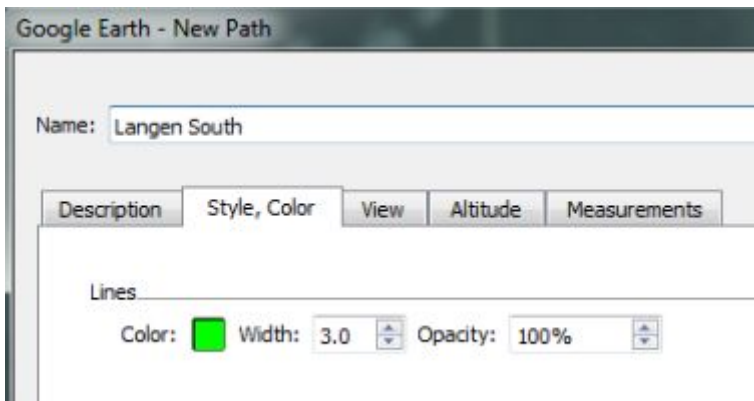 Google Earth - New Path
Name: Langen South
Description Style, Color View Altitude Measurements
Lines
Color: Width: 3.0 Opacity: 100%